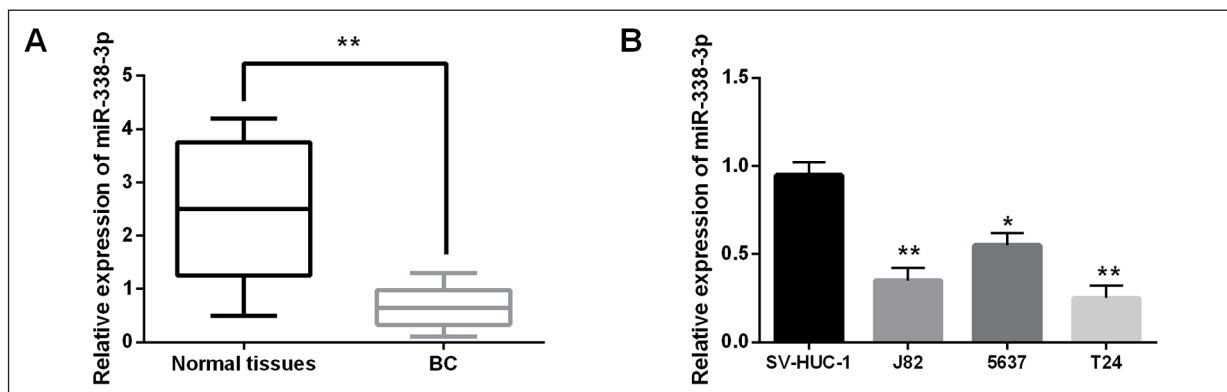 A
Relative expression of miR-338-3p
5
4
3
2
1
0
**
Normal tissues
BC
B
Relative expression of miR-338-3p
1.5
1.0
0.5
0.0
**
*
**
SV-HUC-1
J82
5637
T24